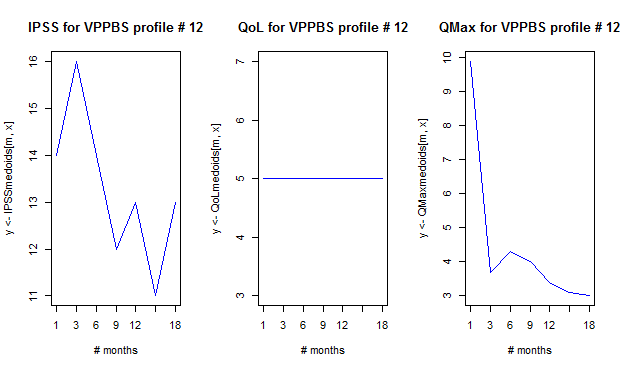 IPSS for VPPBS profile # 12
QoL for VPPBS profile # 12
QMax for VPPBS profile # 12
y <- IPSSmedoids[m, x]
16
15
14
13
12
11
1 3 6 9 12 18
# months
y <- QoLmedoids[m, x]
7
6
5
4
3
1 3 6 9 12 18
# months
y <- QMaxmedoids[m, x]
10
9
8
7
6
5
4
3
1 3 6 9 12 18
# months